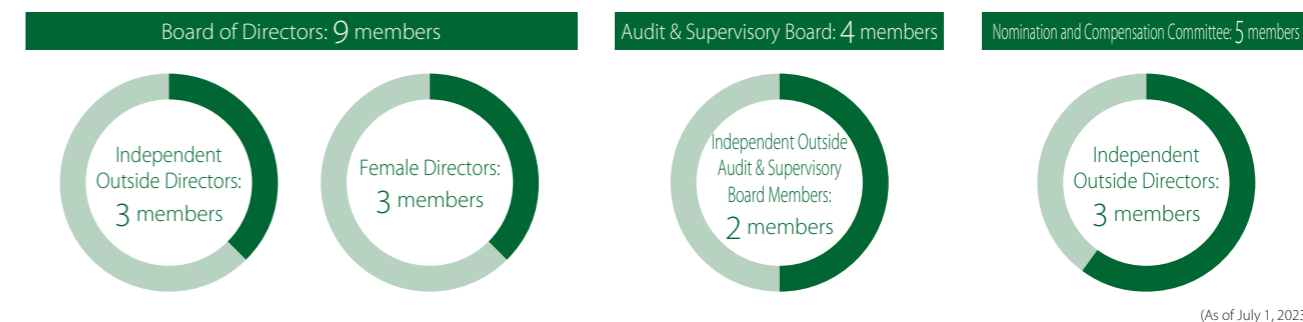 Board of Directors: 9 members
Independent
Outside Directors:
3 members
Female Directors:
3 members
Audit & Supervisory Board: 4 members
Independent Outside
Audit & Supervisory
Board Members:
2 members
Nomination and Compensation Committee: 5 members
Independent
Outside Directors:
3 members
(As of July 1, 2023